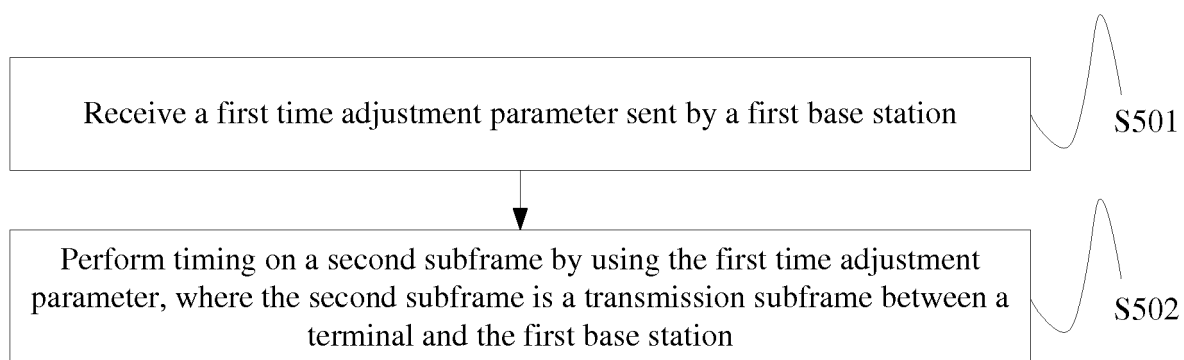 Receive a first time adjustment parameter sent by a first base station
S501
Perform timing on a second subframe by using the first time adjustment
parameter, where the second subframe is a transmission subframe between a
terminal and the first base station
S502